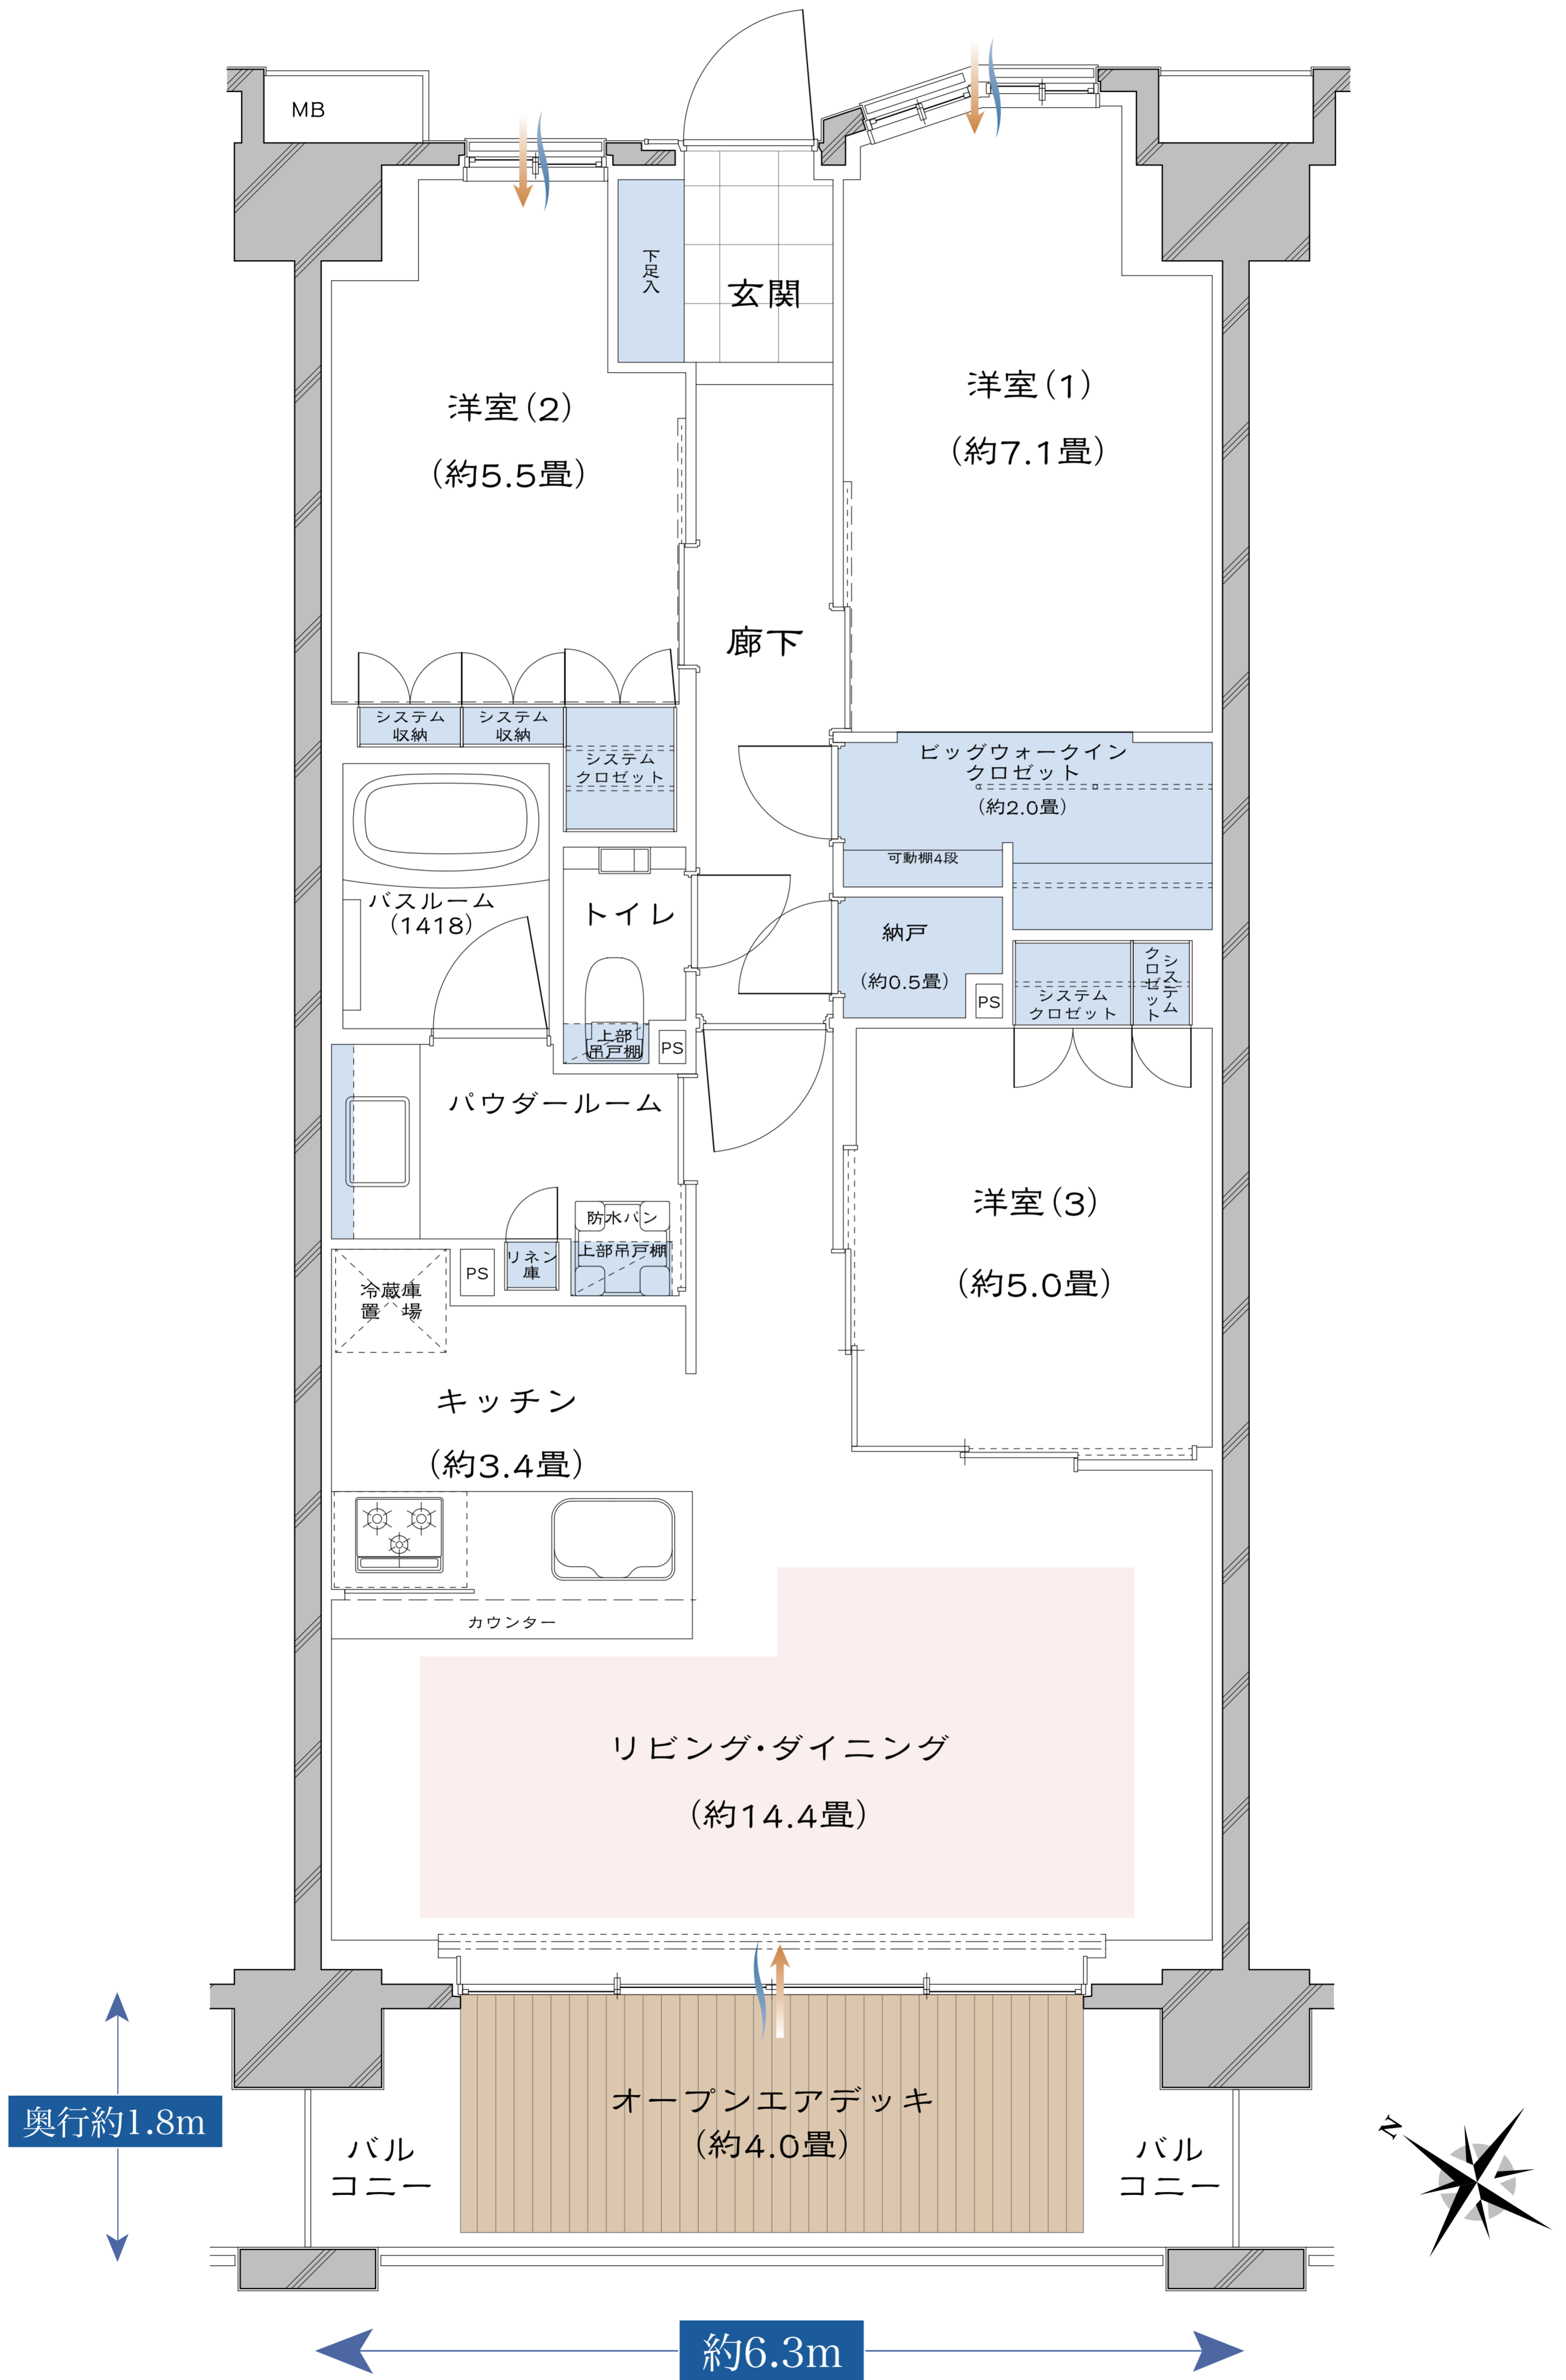 MB
下足入
玄関
洋室(1)
(約7.1畳)
洋室(2)
(約5.5畳)
廊下
システム
収納
システム
収納
システム
クロゼット
ビッグウォークイン
クロゼット
(約2.0畳)
可動棚4段
バスルーム
(1418)
トイレ
納戸
(約0.5畳)
PS
システム
クロゼット
システム
クロゼット
上部
吊戸棚
PS
パウダールーム
洋室(3)
(約5.0畳)
防水パン
上部吊戸棚
リネン
庫
PS
冷蔵庫
置場
キッチン
(約3.4畳)
カウンター
リビング・ダイニング
(約14.4畳)
オープンエアデッキ
(約4.0畳)
バル
コニー
バル
コニー
奥行約1.8m
N
約6.3m